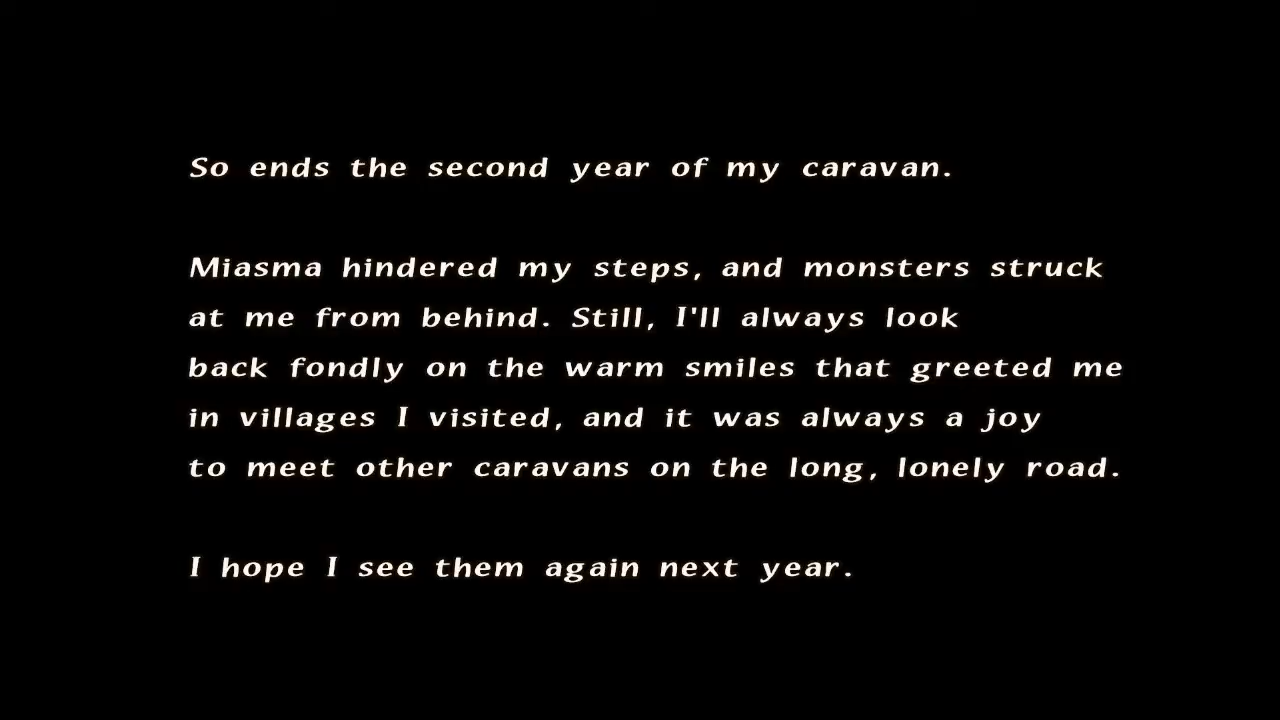 So ends the second year of my caravan.
Miasma hindered my steps, and monsters struck
at me from behind. Still, I'll always look
back fondly on the warm smiles that greeted me
in villages I visited, and it was always a joy
to meet other caravans on the long, lonely road.
I hope I see them again next year.